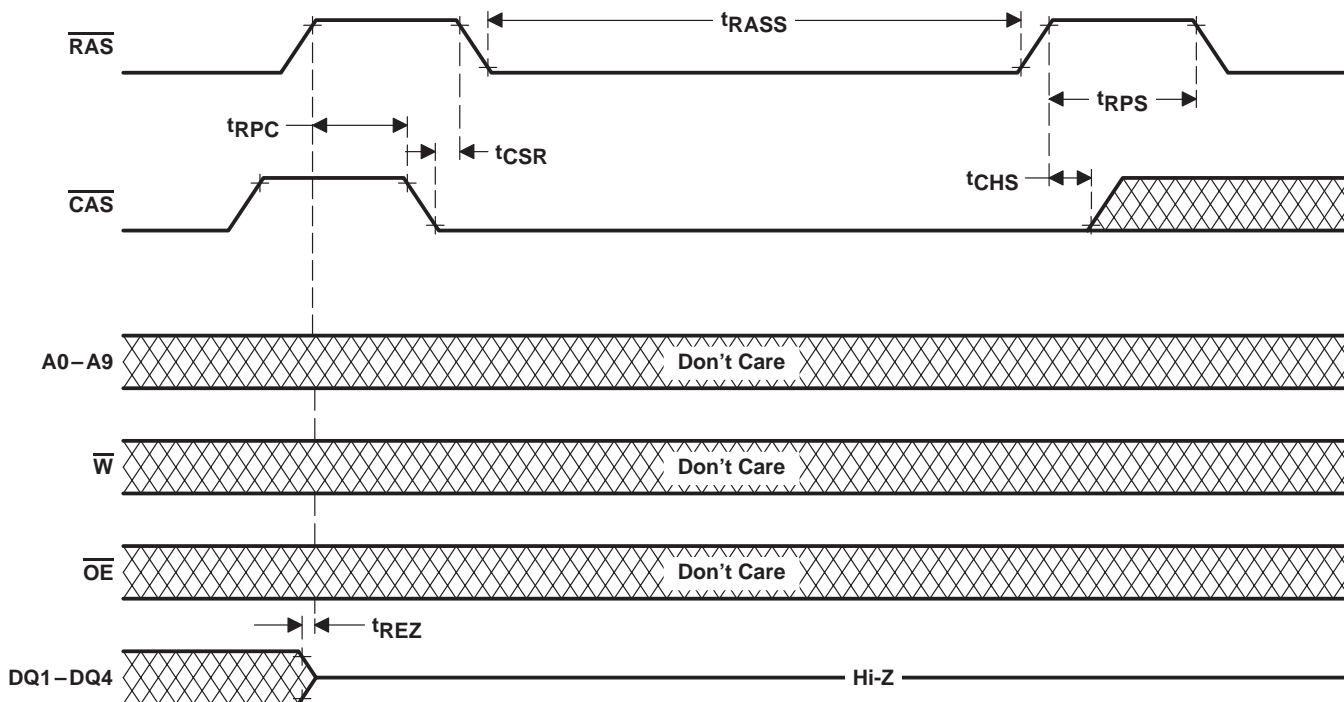 tRASS
RAS
tRPS
tRPC
tCSR
tCHS
CAS
A0–A9
Don't Care
W
Don't Care
OE
Don't Care
tREZ
DQ1–DQ4
Hi-Z